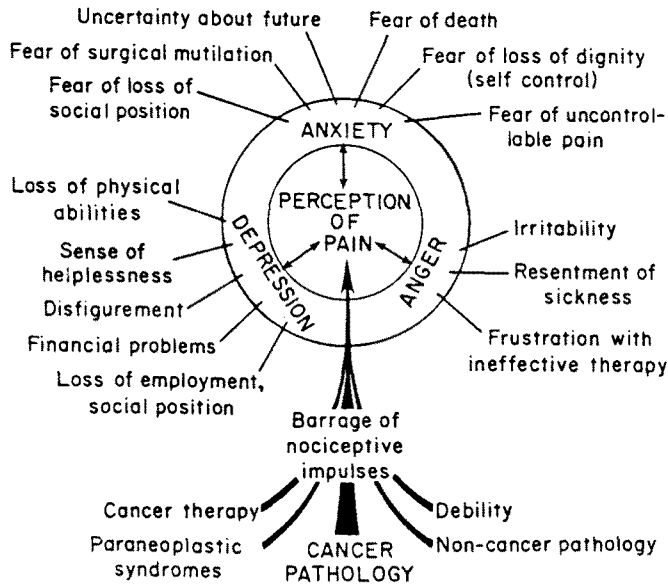 Uncertainty about future
Fear of death
Fear of surgical mutilation
Fear of loss of dignity
(self control)
Fear of loss of
social position
Fear of uncontrol-
lable pain
ANXIETY
PERCEPTION
OF
PAIN
DEPRESSION
ANGER
Loss of physical
abilities
Sense of
helplessness
Disfigurement
Financial problems
Loss of employment,
social position
Irritability
Resentment of
sickness
Frustration with
ineffective therapy
Barrage of
nociceptive
impulses
Cancer therapy
Paraneoplastic
syndromes
CANCER
PATHOLOGY
Debility
Non-cancer pathology